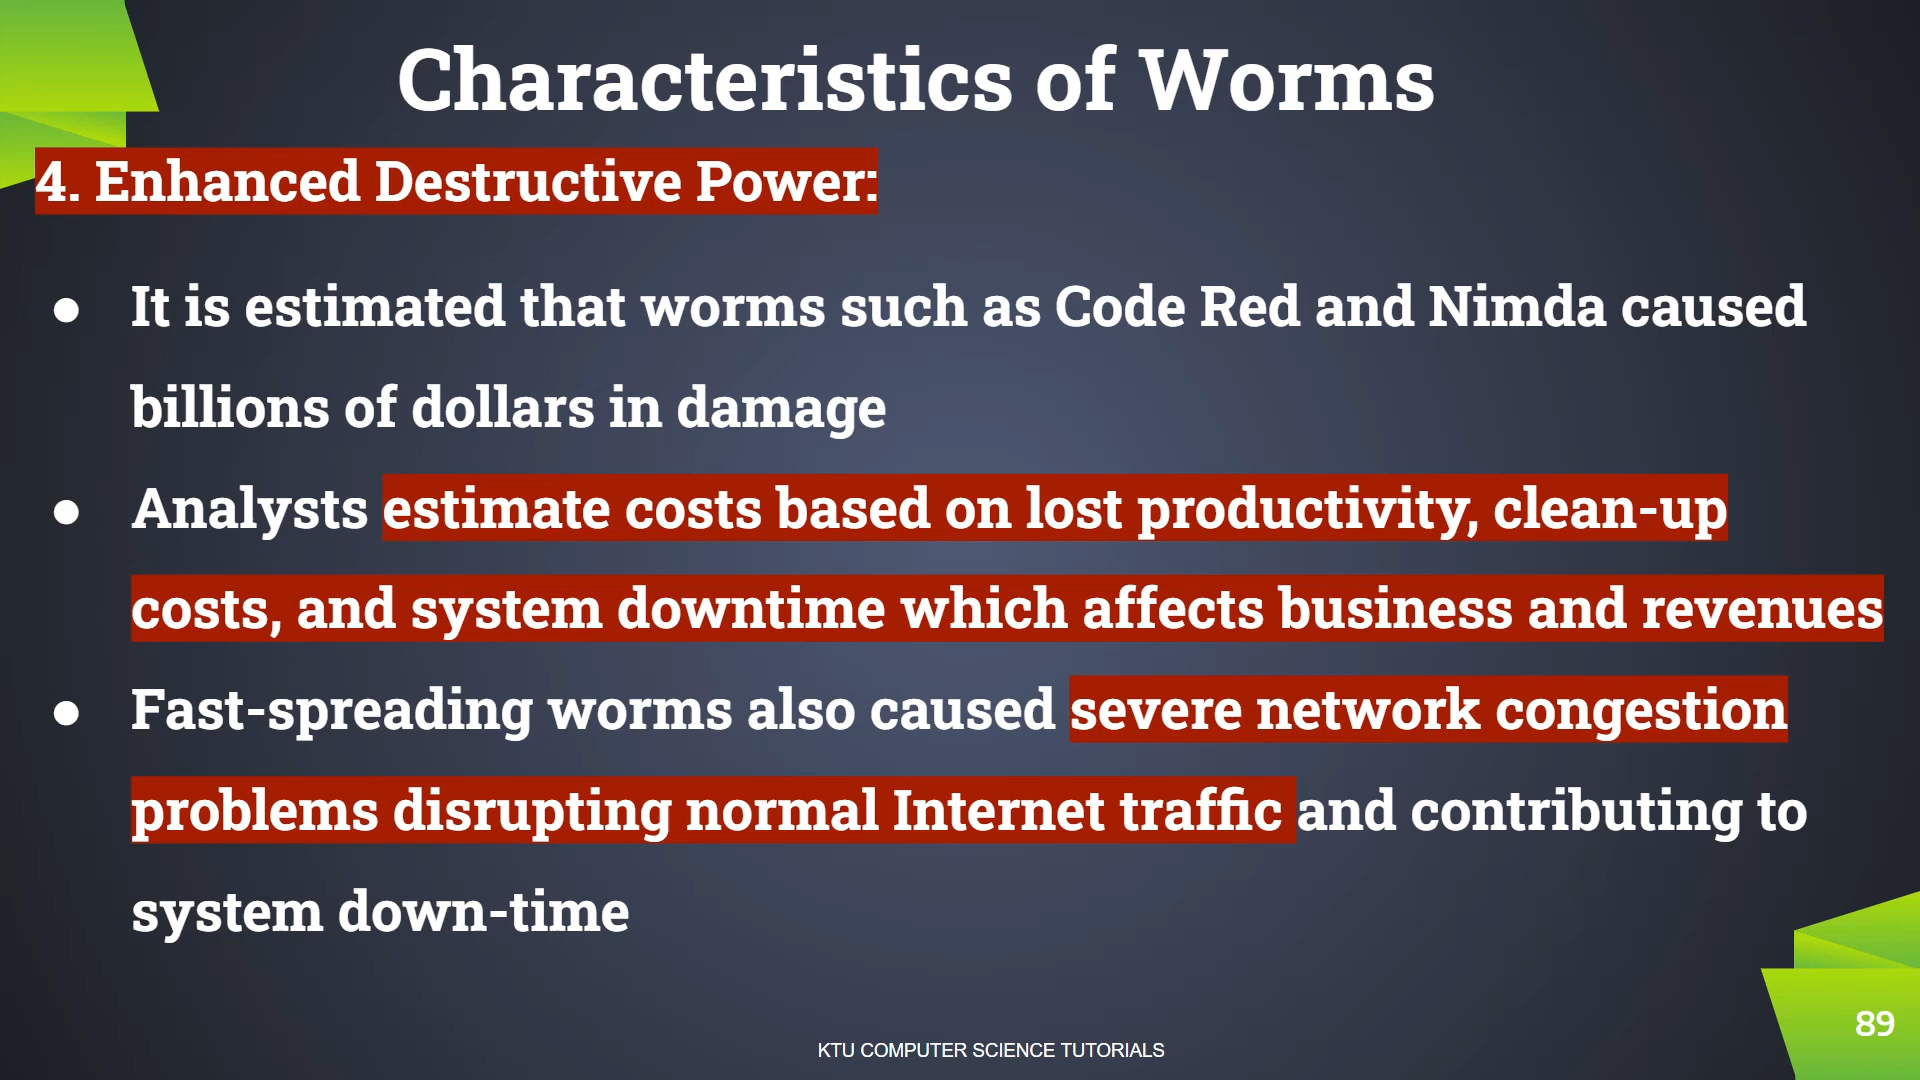 Characteristics of Worms
4. Enhanced Destructive Power:
● It is estimated that worms such as Code Red and Nimda caused
billions of dollars in damage
● Analysts estimate costs based on lost productivity, clean-up
costs, and system downtime which affects business and revenues
● Fast-spreading worms also caused severe network congestion
problems disrupting normal Internet traffic and contributing to
system down-time
89
KTU COMPUTER SCIENCE TUTORIALS